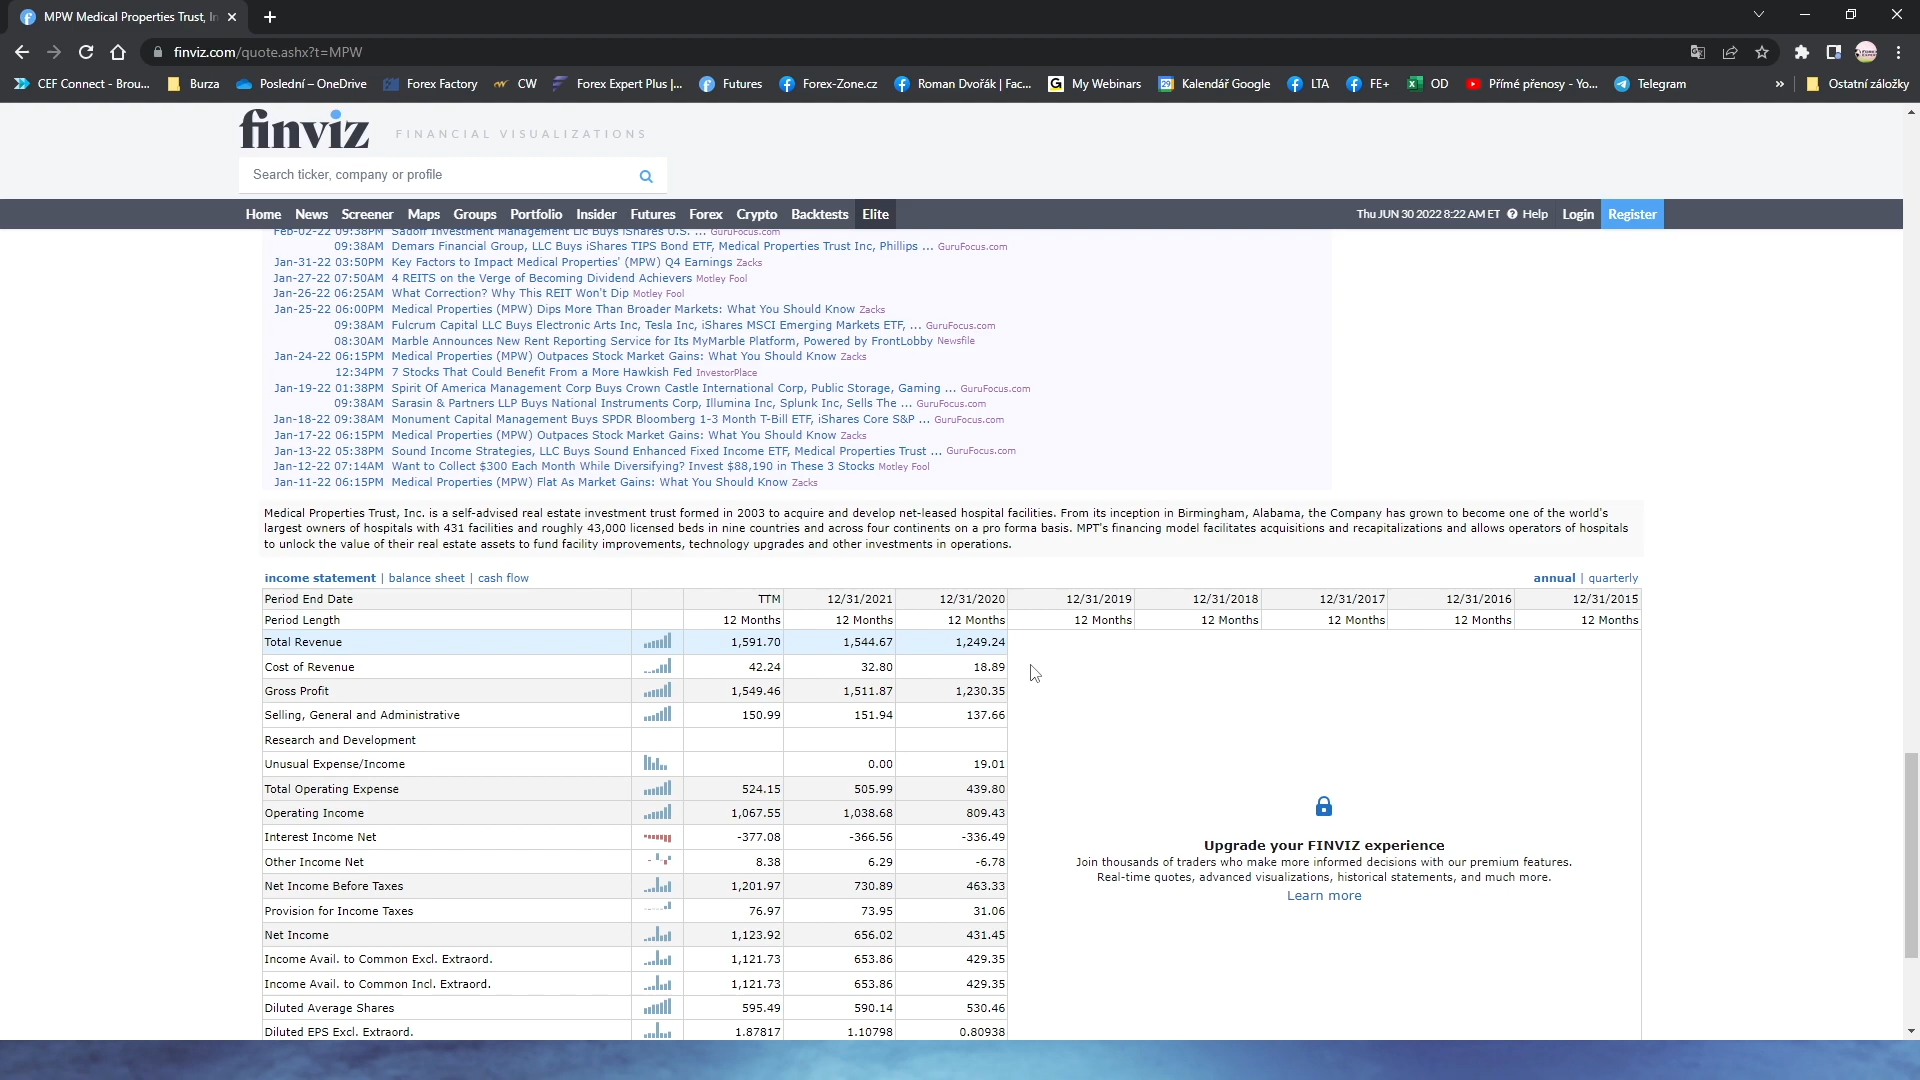 MPW Medical Properties Trust, In
finviz.com/quote.ashx?t=MPW
CEF Connect - Brou... Burza Poslední – OneDrive Forex Factory CW Forex Expert Plus |... Futures Forex-Zone.cz Roman Dvořák | Fac... My Webinars Kalendář Google LTA FE+ OD Přímé přenosy - Yo... Telegram » Ostatní záložky
finviz FINANCIAL VISUALIZATIONS
Search ticker, company or profile
Home News Screener Maps Groups Portfolio Insider Futures Forex Crypto Backtests Elite Thu JUN 30 2022 8:22 AM ET Help Login Register
Feb-02-22 09:38PM Sadoff Investment Management Llc Buys iShares U.S. ... GuruFocus.com
09:38AM Demars Financial Group, LLC Buys iShares TIPS Bond ETF, Medical Properties Trust Inc, Phillips ... GuruFocus.com
Jan-31-22 03:50PM Key Factors to Impact Medical Properties' (MPW) Q4 Earnings Zacks
Jan-27-22 07:50AM 4 REITS on the Verge of Becoming Dividend Achievers Motley Fool
Jan-26-22 06:25AM What Correction? Why This REIT Won't Dip Motley Fool
Jan-25-22 06:00PM Medical Properties (MPW) Dips More Than Broader Markets: What You Should Know Zacks
09:38AM Fulcrum Capital LLC Buys Electronic Arts Inc, Tesla Inc, iShares MSCI Emerging Markets ETF, ... GuruFocus.com
08:30AM Marble Announces New Rent Reporting Service for Its MyMarble Platform, Powered by FrontLobby Newsfile
Jan-24-22 06:15PM Medical Properties (MPW) Outpaces Stock Market Gains: What You Should Know Zacks
12:34PM 7 Stocks That Could Benefit From a More Hawkish Fed InvestorPlace
Jan-19-22 01:38PM Spirit Of America Management Corp Buys Crown Castle International Corp, Public Storage, Gaming ... GuruFocus.com
09:38AM Sarasin & Partners LLP Buys National Instruments Corp, Illumina Inc, Splunk Inc, Sells The ... GuruFocus.com
Jan-18-22 09:38AM Monument Capital Management Buys SPDR Bloomberg 1-3 Month T-Bill ETF, iShares Core S&P ... GuruFocus.com
Jan-17-22 06:15PM Medical Properties (MPW) Outpaces Stock Market Gains: What You Should Know Zacks
Jan-13-22 05:38PM Sound Income Strategies, LLC Buys Sound Enhanced Fixed Income ETF, Medical Properties Trust ... GuruFocus.com
Jan-12-22 07:14AM Want to Collect $300 Each Month While Diversifying? Invest $88,190 in These 3 Stocks Motley Fool
Jan-11-22 06:15PM Medical Properties (MPW) Flat As Market Gains: What You Should Know Zacks
Medical Properties Trust, Inc. is a self-advised real estate investment trust formed in 2003 to acquire and develop net-leased hospital facilities. From its inception in Birmingham, Alabama, the Company has grown to become one of the world's
largest owners of hospitals with 431 facilities and roughly 43,000 licensed beds in nine countries and across four continents on a pro forma basis. MPT's financing model facilitates acquisitions and recapitalizations and allows operators of hospitals
to unlock the value of their real estate assets to fund facility improvements, technology upgrades and other investments in operations.
income statement | balance sheet | cash flow annual | quarterly
Period End Date TTM 12/31/2021 12/31/2020 12/31/2019 12/31/2018 12/31/2017 12/31/2016 12/31/2015
Period Length 12 Months 12 Months 12 Months 12 Months 12 Months 12 Months 12 Months 12 Months
Total Revenue 1,591.70 1,544.67 1,249.24
Cost of Revenue 42.24 32.80 18.89
Gross Profit 1,549.46 1,511.87 1,230.35
Selling, General and Administrative 150.99 151.94 137.66
Research and Development
Unusual Expense/Income 0.00 19.01
Total Operating Expense 524.15 505.99 439.80
Operating Income 1,067.55 1,038.68 809.43
Interest Income Net -377.08 -366.56 -336.49
Other Income Net 8.38 6.29 -6.78
Net Income Before Taxes 1,201.97 730.89 463.33
Provision for Income Taxes 76.97 73.95 31.06
Net Income 1,123.92 656.02 431.45
Income Avail. to Common Excl. Extraord. 1,121.73 653.86 429.35
Income Avail. to Common Incl. Extraord. 1,121.73 653.86 429.35
Diluted Average Shares 595.49 590.14 530.46
Diluted EPS Excl. Extraord. 1.87817 1.10798 0.80938
Upgrade your FINVIZ experience
Join thousands of traders who make more informed decisions with our premium features.
Real-time quotes, advanced visualizations, historical statements, and much more.
Learn more